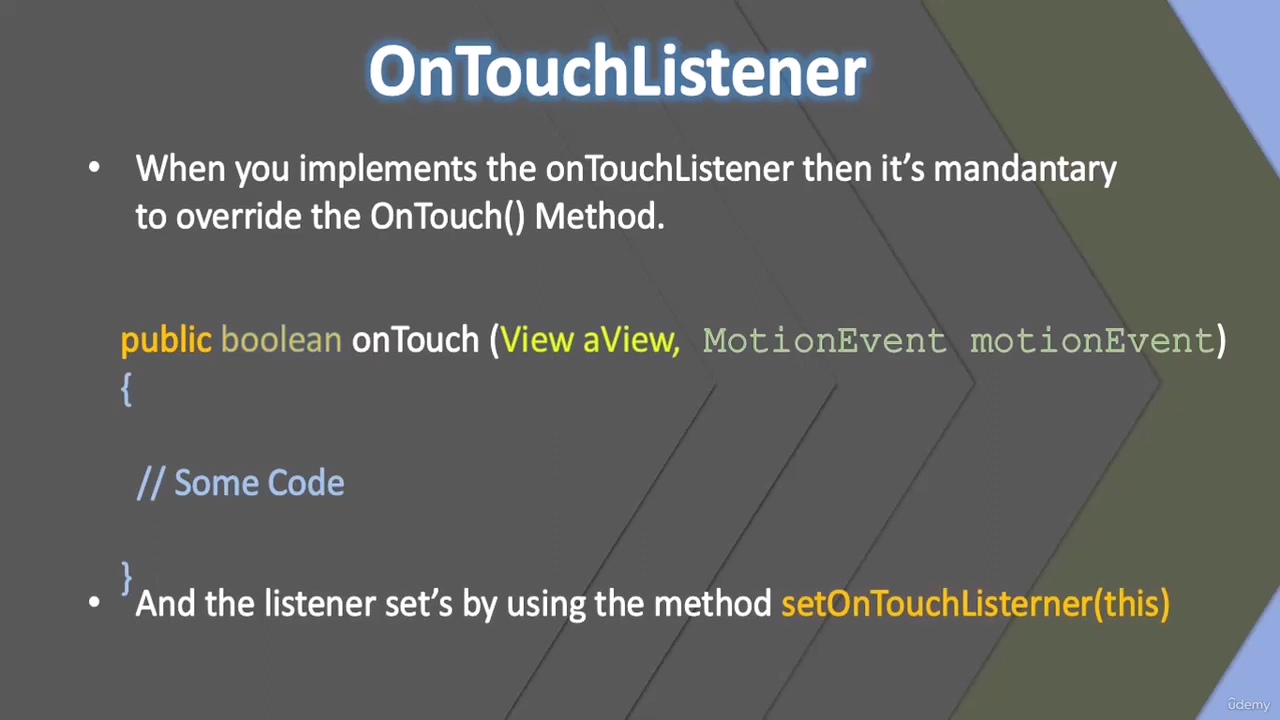 OnTouchListener
• When you implements the onTouchListener then it's mandantary
to override the OnTouch() Method.
public boolean onTouch (View aView, MotionEvent motionEvent)
{
// Some Code
}
• And the listener set's by using the method setOnTouchListerner(this)
ûdemy